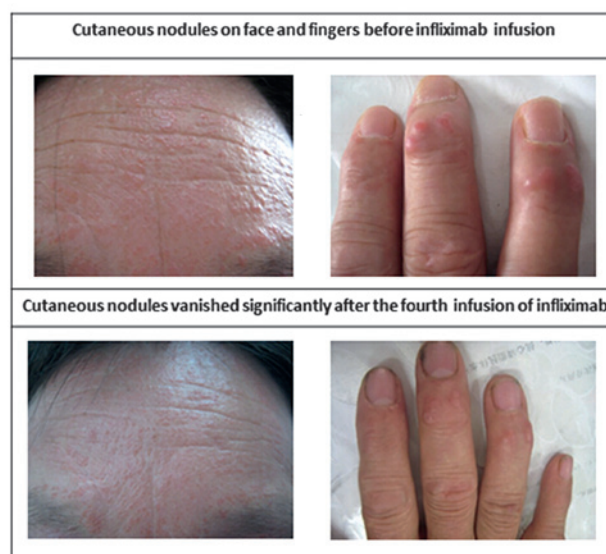 Cutaneous nodules on face and fingers before infliximab infusion
Cutaneous nodules vanished significantly after the fourth infusion of infliximab